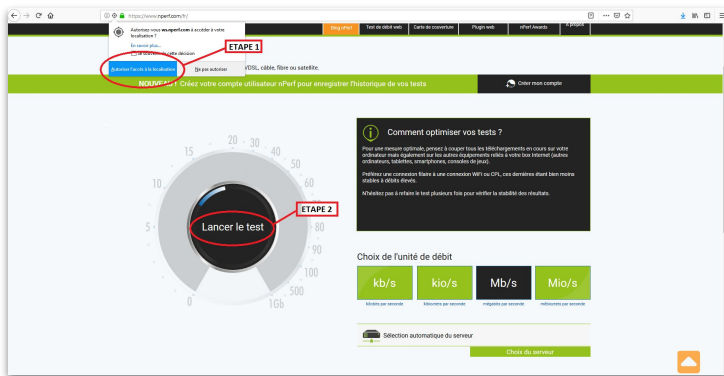 https://www.nperf.com/fr/
Blog nPerf
Test de débit web
Carte de couverture
Plugin web
nPerf Awards
A propos
Autorisez-vous ws.nperf.com à accéder à votre
localisation ?
En savoir plus…
de cette décision
ETAPE 1
Autoriser l'accès à la localisation
Ne pas autoriser
VDSL, câble, fibre ou satellite.
NOUVEAU ! Créez votre compte utilisateur nPerf pour enregistrer l'historique de vos tests
Créer mon compte
Comment optimiser vos tests ?
Pour une mesure optimale, pensez à couper tous les téléchargements en cours sur votre
ordinateur mais également sur les autres équipements reliés à votre box Internet (autres
ordinateurs, tablettes, smartphones, consoles de jeux).
Préférez une connexion filaire à une connexion WiFi ou CPL, ces dernières étant bien moins
stables à débits élevés.
N'hésitez pas à refaire le test plusieurs fois pour vérifier la stabilité des résultats.
0
5
10
15
20
30
40
50
60
80
90
100
500
1Gb
Lancer le test
ETAPE 2
Choix de l'unité de débit
kb/s
kio/s
Mb/s
Mio/s
kilobits par seconde
kibioctets par seconde
mégabits par seconde
mébioctets par seconde
Sélection automatique du serveur
Choix du serveur